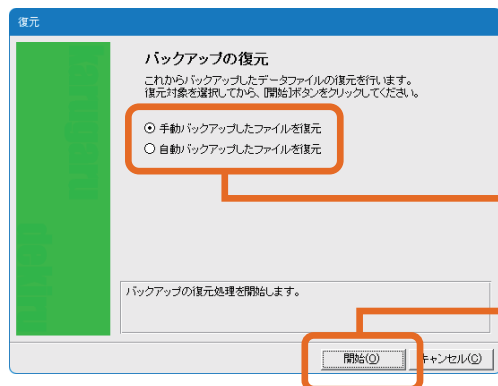 復元
バックアップの復元
これからバックアップしたデータファイルの復元を行います。
復元対象を選択してから、[開始]ボタンをクリックしてください。
手動バックアップしたファイルを復元
自動バックアップしたファイルを復元
バックアップの復元処理を開始します。
開始(O)
キャンセル(C)